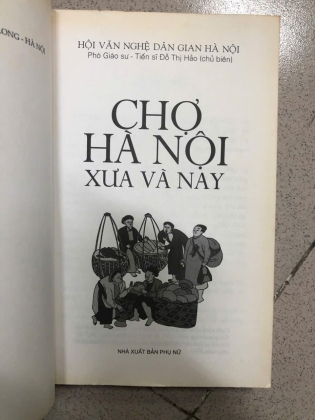 LONG - HÀ NỘI
HỘI VĂN NGHỆ DÂN GIAN HÀ NỘI
Phó Giáo sư - Tiến sĩ Đỗ Thị Hảo (chủ biên)
CHỢ
HÀ NỘI
XƯA VÀ NAY
NHÀ XUẤT BẢN PHỤ NỮ